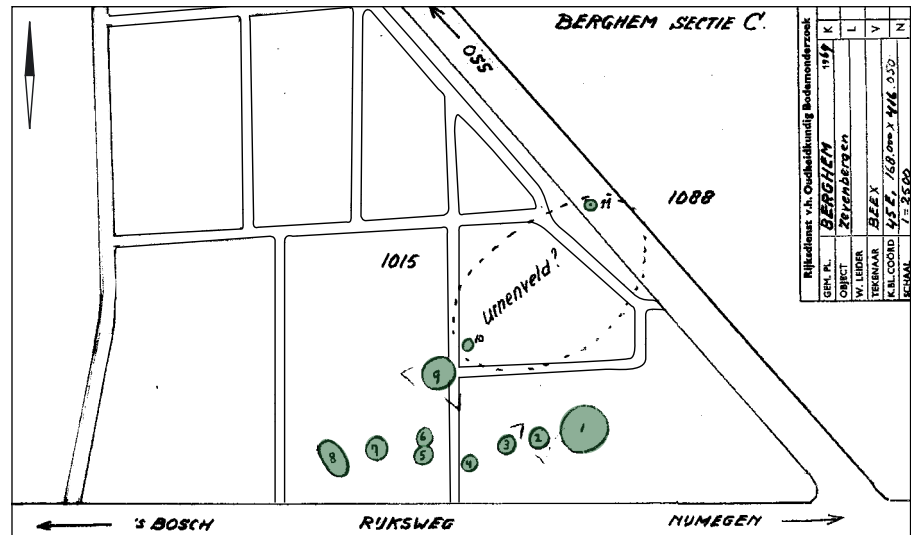 BERGHEM SECTIE C.
OSS
1088
1015
urnenveld?
11
10
9
8
7
6
5
4
3
2
1
'S BOSCH
RIJKSWEG
NIJMEGEN
Rijksdienst v.h. Oudheidkundig Bodemonderzoek
GEM. PL. BERGHEM 1969 K
OBJECT Zevenbergen L
W. LEIDER
TEKENAAR BEEX V
K.BL.COÖRD 45E, 168.000 X 416.050 N
SCHAAL 1=2500